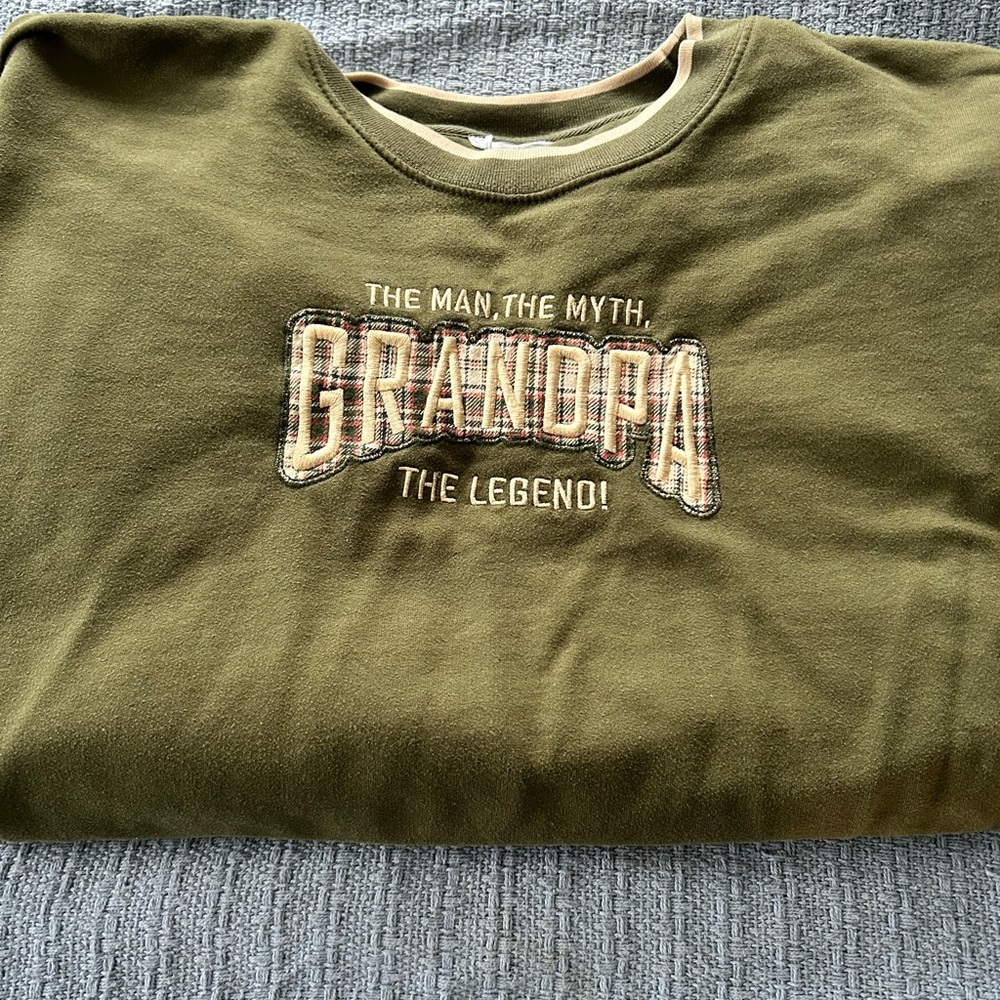 THE MAN, THE MYTH,
GRANDPA
THE LEGEND!